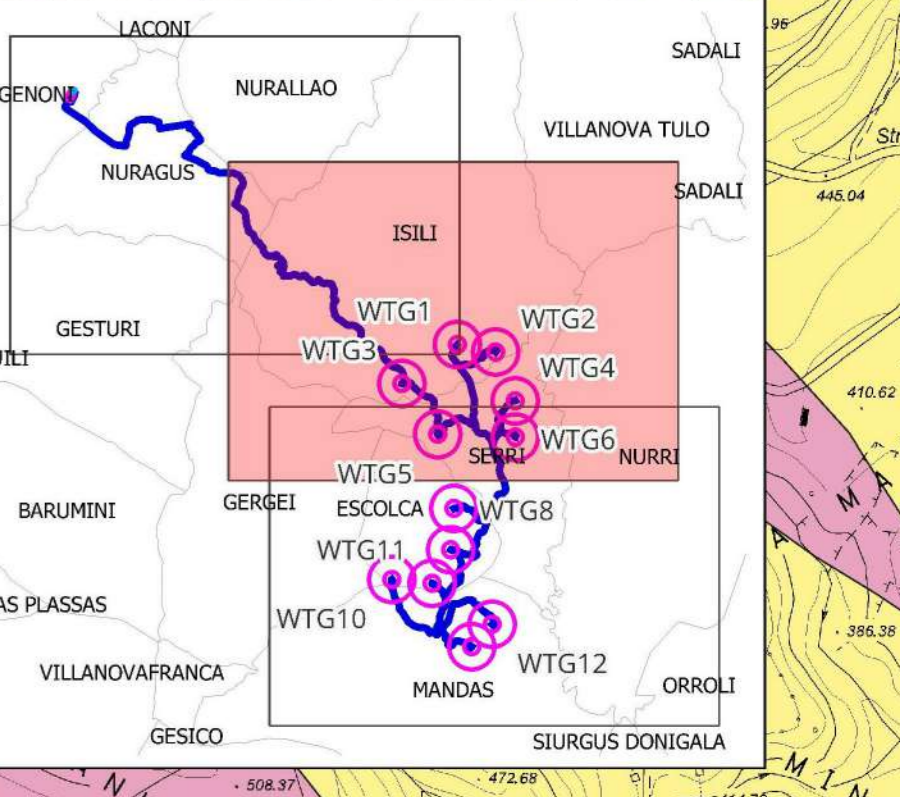 LACONI
.96
SADALI
GENONI
NURALLAO
VILLANOVA TULO
Str
NURAGUS
SADALI
445.04
ISILI
WTG1
WTG2
GESTURI
WTG3
WTG4
410.62
WTG6
SERRI
NURRI
WTG5
GERGEI
ESCOLCA
WTG8
BARUMINI
M A
WTG11
A
AS PLASSAS
WTG10
386.38
VILLANOVAFRANCA
WTG12
MANDAS
ORROLI
GESICO
SIURGUS DONIGALA
N
508.37
472.68
M I N